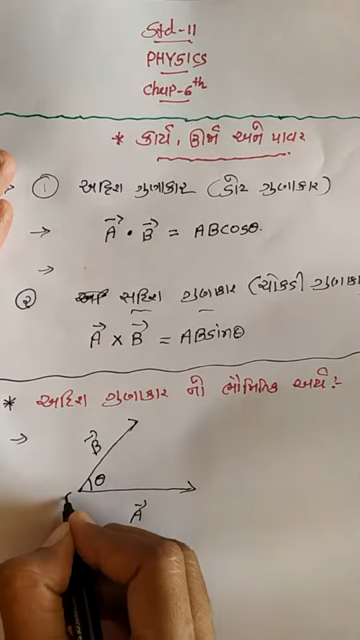 Std-11
PHYSICS
Chap-6th
* કાર્ય, ઊર્જા અને પાવર
① અદિશ ગુણાકાર (ડોટ ગુણાકાર)
→ A⃗ · B⃗ = ABcosθ.
→
② સદિશ ગુણાકાર (ચોકડી ગુણાકા
A⃗ × B⃗ = ABsinθ
* અદિશ ગુણાકાર નો ભૌમિતિક અર્થ :-
→ B⃗
θ
A⃗